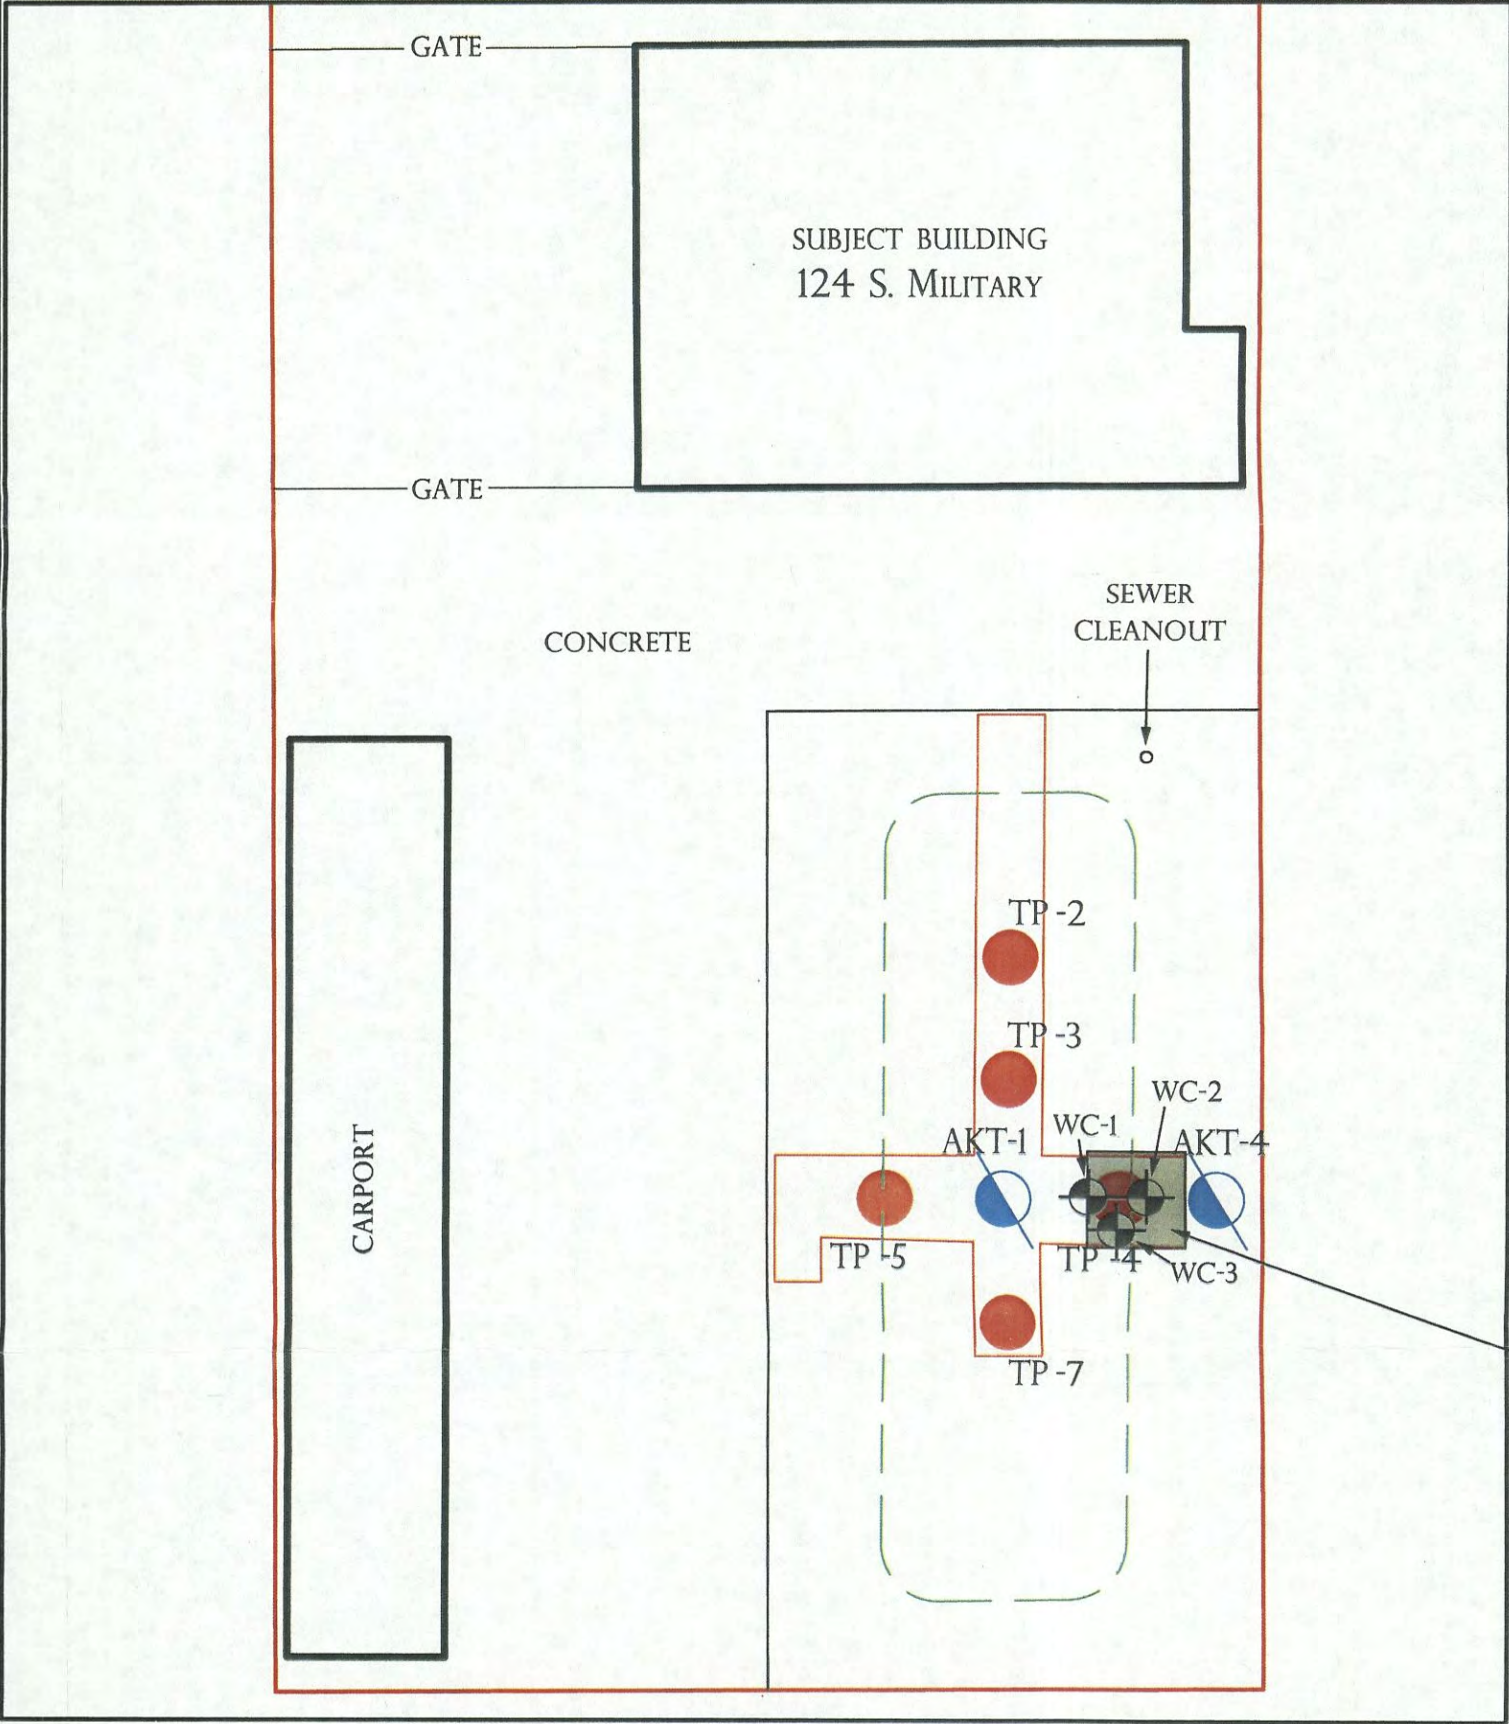 GATE
SUBJECT BUILDING
124 S. MILITARY
GATE
SEWER
CLEANOUT
CONCRETE
TP-2
TP-3
WC-2
WC-1
AKT-1
AKT-4
CARPORT
TP-5
TP-4
WC-3
TP-7